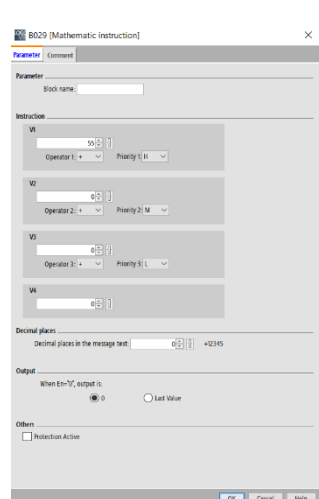 B029 [Mathematic instruction]
Parameter Comment
Parameter
Block name:
Instruction
V1
55
Operator 1: + Priority 1: H
V2
0
Operator 2: + Priority 2: M
V3
0
Operator 3: + Priority 3: L
V4
0
Decimal places
Decimal places in the message text: 0 +12345
Output
When En="0", output is:
0 Last Value
Others
Protection Active
OK Cancel Help